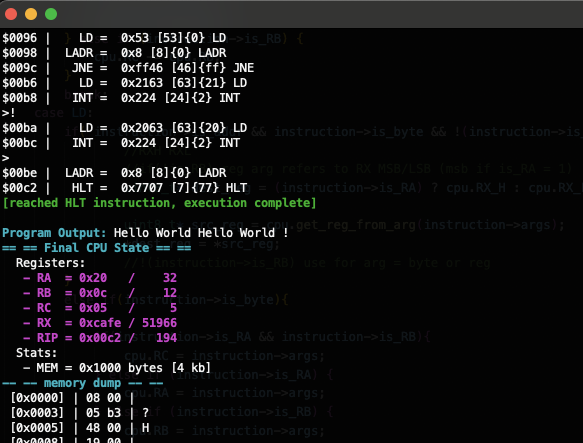 $0096 |    LD =  0x53 [53]{0} LD
$0098 |  LADR =  0x8 [8]{0} LADR
$009c |   JNE =  0xff46 [46]{ff} JNE
$00b6 |    LD =  0x2163 [63]{21} LD
$00b8 |   INT =  0x224 [24]{2} INT
>!
$00ba |    LD =  0x2063 [63]{20} LD
$00bc |   INT =  0x224 [24]{2} INT
>
$00be |  LADR =  0x8 [8]{0} LADR
$00c2 |   HLT =  0x7707 [7]{77} HLT
[reached HLT instruction, execution complete]
Program Output: Hello World Hello World !
== == Final CPU State == ==
Registers:
- RA  = 0x20   /    32
- RB  = 0x0c   /    12
- RC  = 0x05   /     5
- RX  = 0xcafe / 51966
- RIP = 0x00c2 /   194
Stats:
- MEM = 0x1000 bytes [4 kb]
== == memory dump == ==
[0x0000] | 08 00 |
[0x0003] | 05 b3 |  ?
[0x0005] | 48 00 | H
[0x0008] | 19 00 |